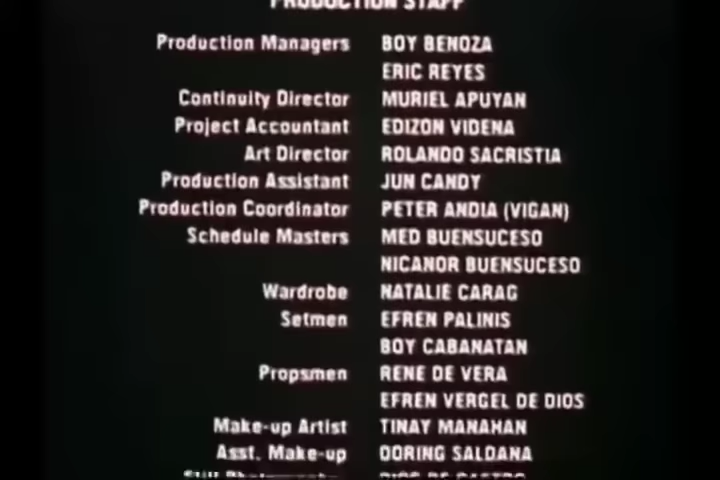 PRODUCTION STAFF
Production Managers BOY BENOZA
ERIC REYES
Continuity Director MURIEL APUYAN
Project Accountant EDIZON VIDENA
Art Director ROLANDO SACRISTIA
Production Assistant JUN CANDY
Production Coordinator PETER ANDIA (VIGAN)
Schedule Masters MED BUENSUCESO
NICANOR BUENSUCESO
Wardrobe NATALIE CARAG
Setmen EFREN PALINIS
BOY CABANATAN
Propsmen RENE DE VERA
EFREN VERGEL DE DIOS
Make-up Artist TINAY MANAHAN
Asst. Make-up DORING SALDANA